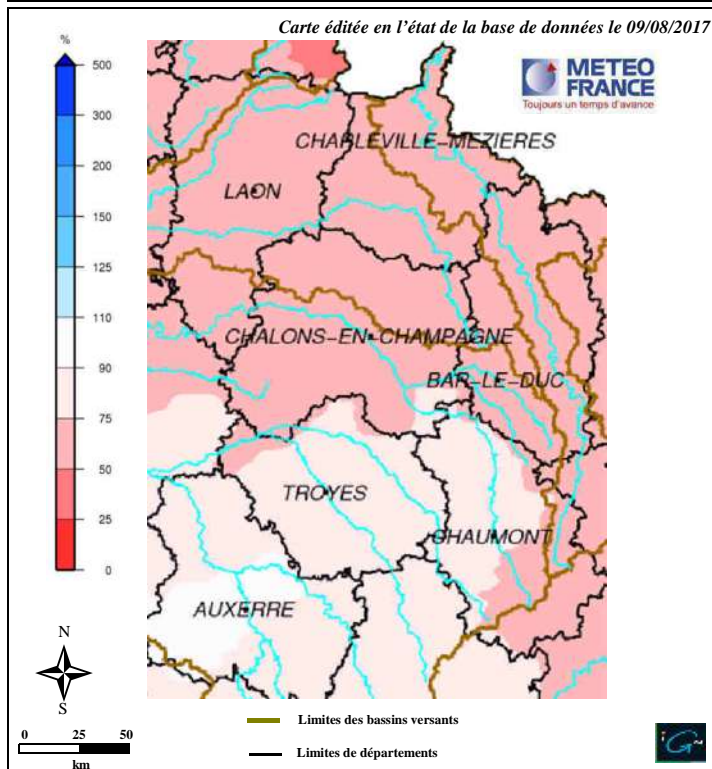 Carte éditée en l'état de la base de données le 09/08/2017
%
500
300
200
150
125
110
90
75
50
25
0
METEO
FRANCE
Toujours un temps d'avance
CHARLEVILLE-MEZIERES
LAON
CHALONS-EN-CHAMPAGNE
BAR-LE-DUC
TROYES
CHAUMONT
AUXERRE
N
S
0 25 50
km
Limites des bassins versants
Limites de départements